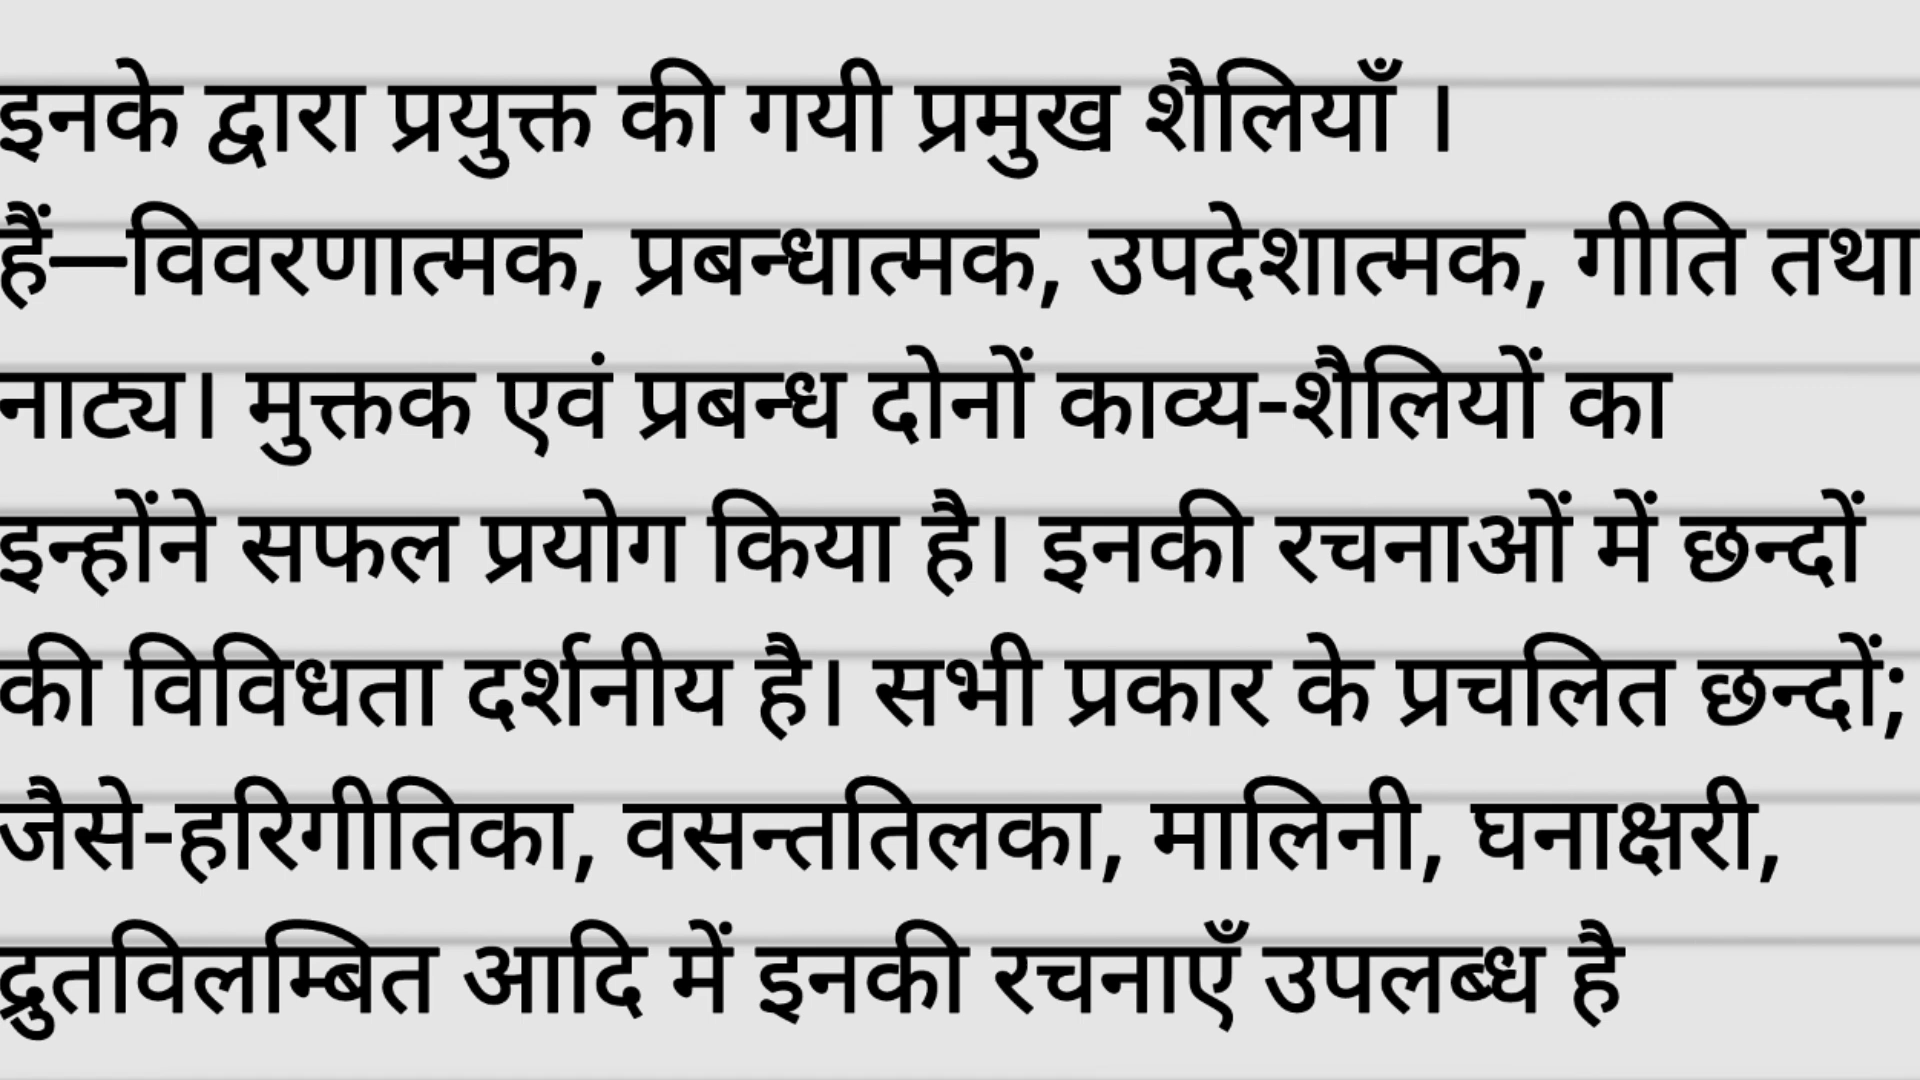 इनके द्वारा प्रयुक्त की गयी प्रमुख शैलियाँ ।
हैं—विवरणात्मक, प्रबन्धात्मक, उपदेशात्मक, गीति तथा
नाट्य। मुक्तक एवं प्रबन्ध दोनों काव्य-शैलियों का
इन्होंने सफल प्रयोग किया है। इनकी रचनाओं में छन्दों
की विविधता दर्शनीय है। सभी प्रकार के प्रचलित छन्दों;
जैसे-हरिगीतिका, वसन्ततिलका, मालिनी, घनाक्षरी,
द्रुतविलम्बित आदि में इनकी रचनाएँ उपलब्ध है